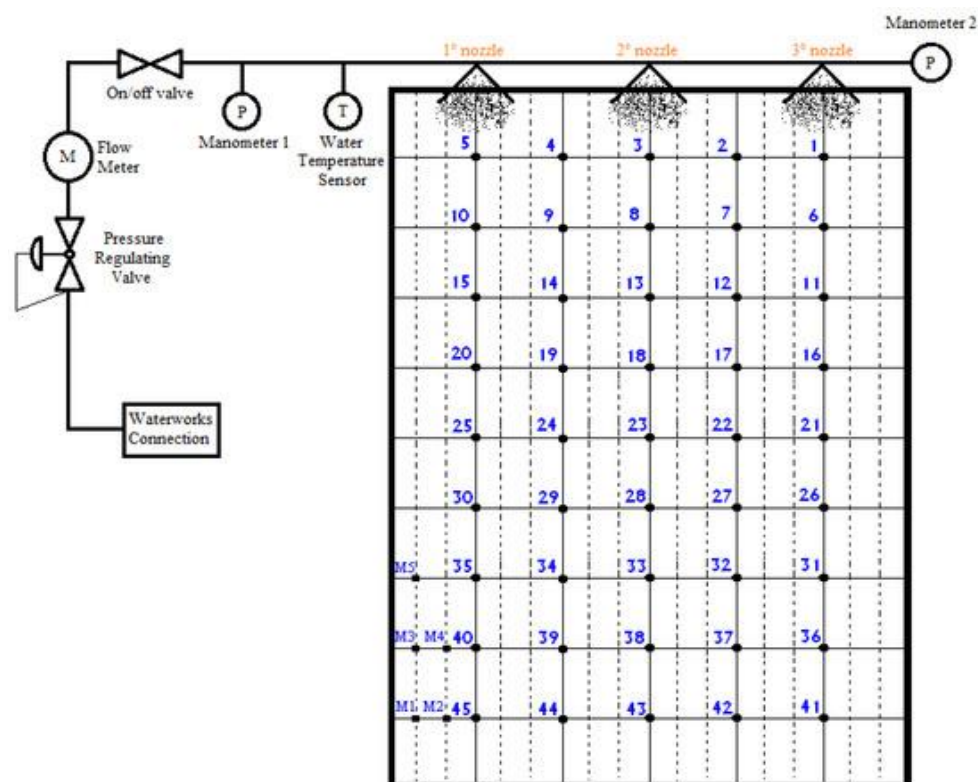 Manometer 2
1° nozzle 2° nozzle 3° nozzle
P
On/off valve
P
Manometer 1
T
Water
Temperature
Sensor
M
Flow
Meter
Pressure
Regulating
Valve
Waterworks
Connection
5 4 3 2 1
10 9 8 7 6
15 14 13 12 11
20 19 18 17 16
25 24 23 22 21
30 29 28 27 26
M5 35 34 33 32 31
M3 M4 40 39 38 37 36
M1 M2 45 44 43 42 41